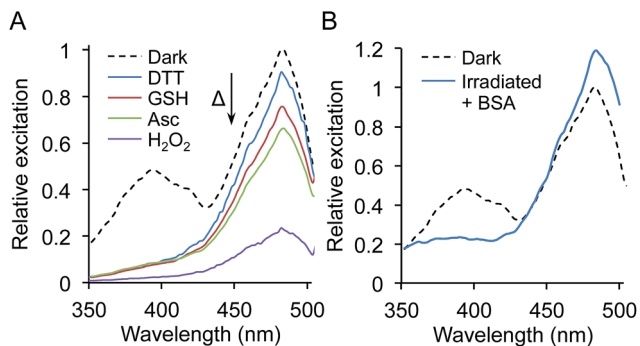 A
Relative excitation
1
0.8
0.6
0.4
0.2
0
Dark
DTT
GSH
Asc
H₂O₂
Δ
350
400
450
500
Wavelength (nm)
B
Relative excitation
1.2
1.0
0.8
0.6
0.4
1.2
0
Dark
Irradiated
+ BSA
350
400
450
500
Wavelength (nm)